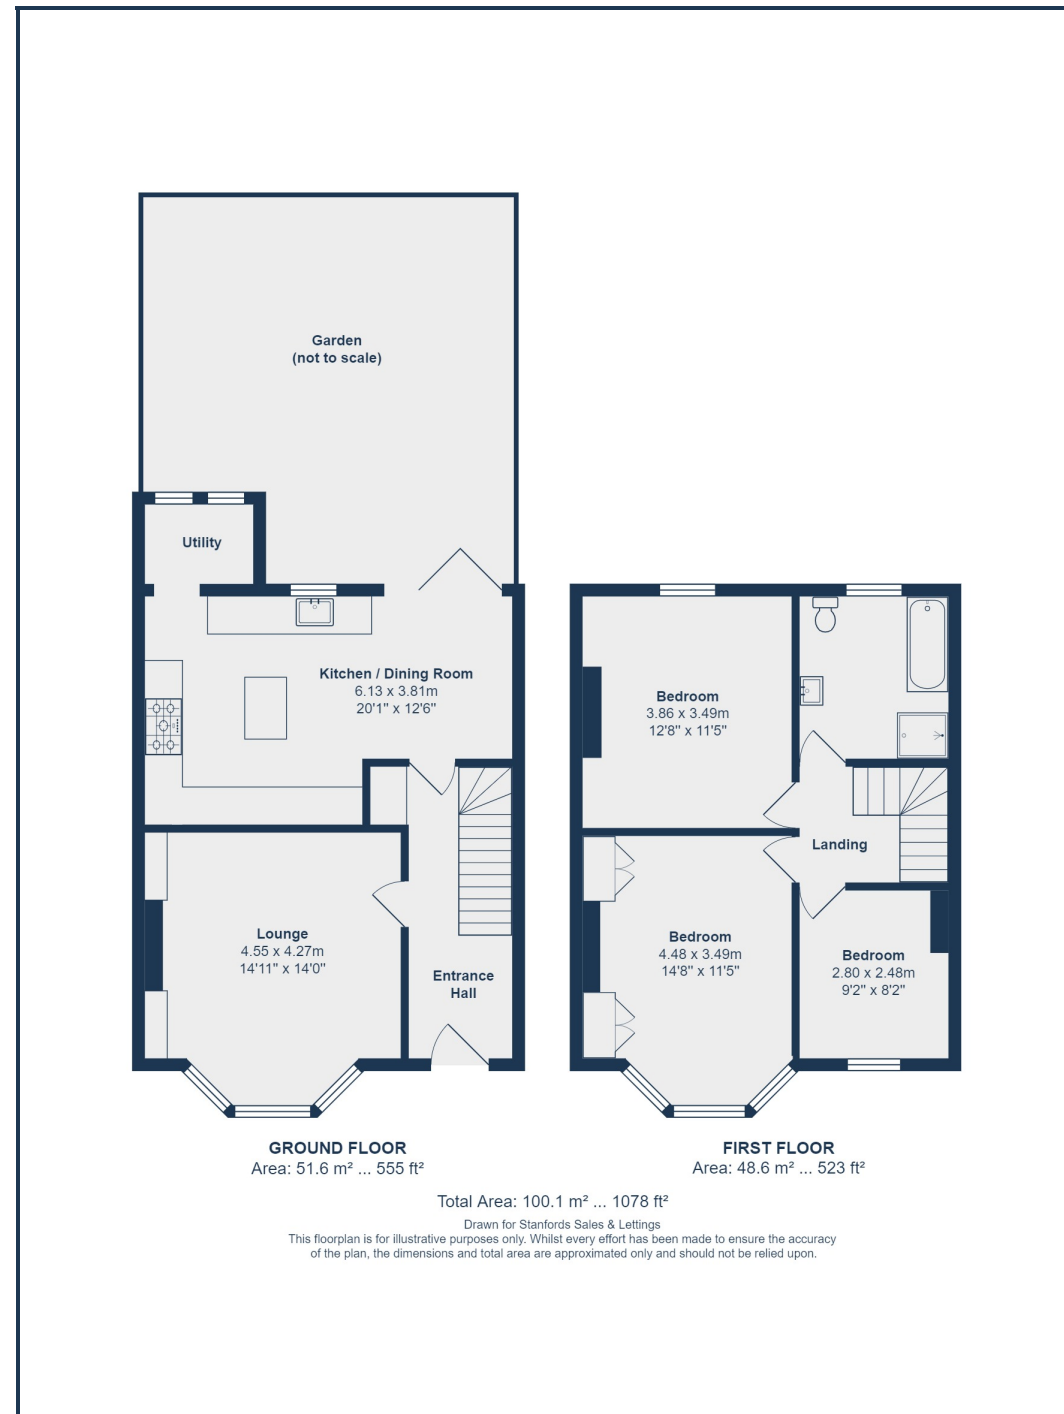 Garden
(not to scale)
Utility
Kitchen / Dining Room
6.13 x 3.81m
20'1" x 12'6"
Lounge
4.55 x 4.27m
14'11" x 14'0"
Entrance
Hall
Bedroom
3.86 x 3.49m
12'8" x 11'5"
Landing
Bedroom
4.48 x 3.49m
14'8" x 11'5"
Bedroom
2.80 x 2.48m
9'2" x 8'2"
GROUND FLOOR
Area: 51.6 m² ... 555 ft²
FIRST FLOOR
Area: 48.6 m² ... 523 ft²
Total Area: 100.1 m² ... 1078 ft²
Drawn for Stanfords Sales & Lettings
This floorplan is for illustrative purposes only. Whilst every effort has been made to ensure the accuracy
of the plan, the dimensions and total area are approximated only and should not be relied upon.